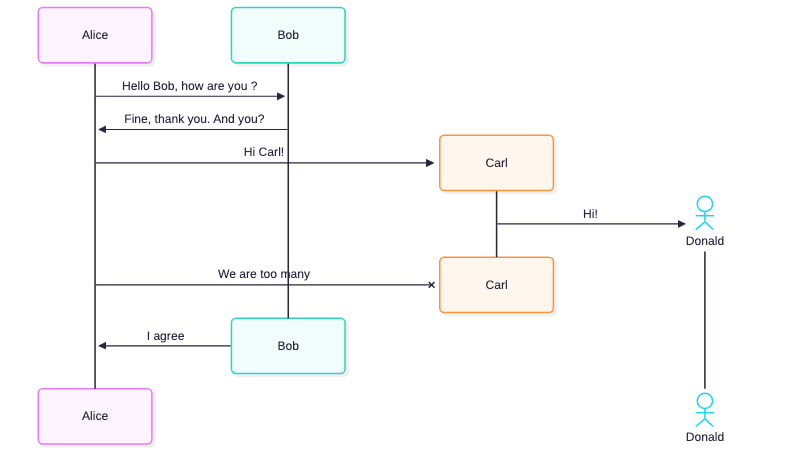 Alice
Bob
Hello Bob, how are you ?
Fine, thank you. And you?
Hi Carl!
Carl
Hi!
Donald
We are too many
Carl
I agree
Bob
Alice
Donald